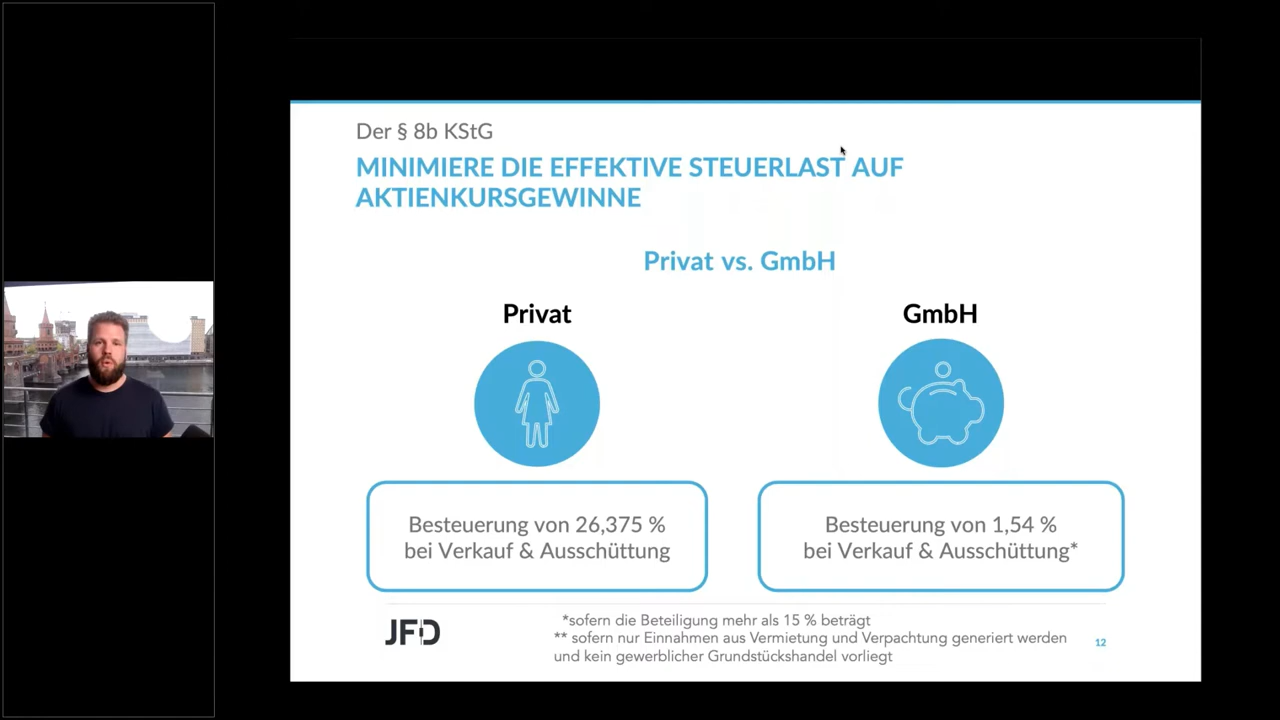 Der § 8b KStG
MINIMIERE DIE EFFEKTIVE STEUERLAST AUF
AKTIENKURSGEWINNE
Privat vs. GmbH
Privat
GmbH
Besteuerung von 26,375 %
bei Verkauf & Ausschüttung
Besteuerung von 1,54 %
bei Verkauf & Ausschüttung*
*sofern die Beteiligung mehr als 15 % beträgt
** sofern nur Einnahmen aus Vermietung und Verpachtung generiert werden
und kein gewerblicher Grundstückshandel vorliegt
JFD
12